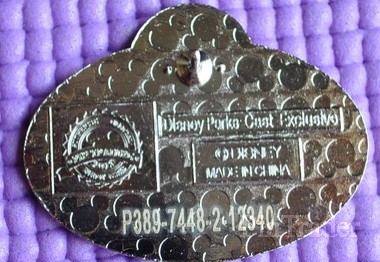 Disney Parks Cast Exclusive
©DISNEY
MADE IN CHINA
P389-7448-2-12340